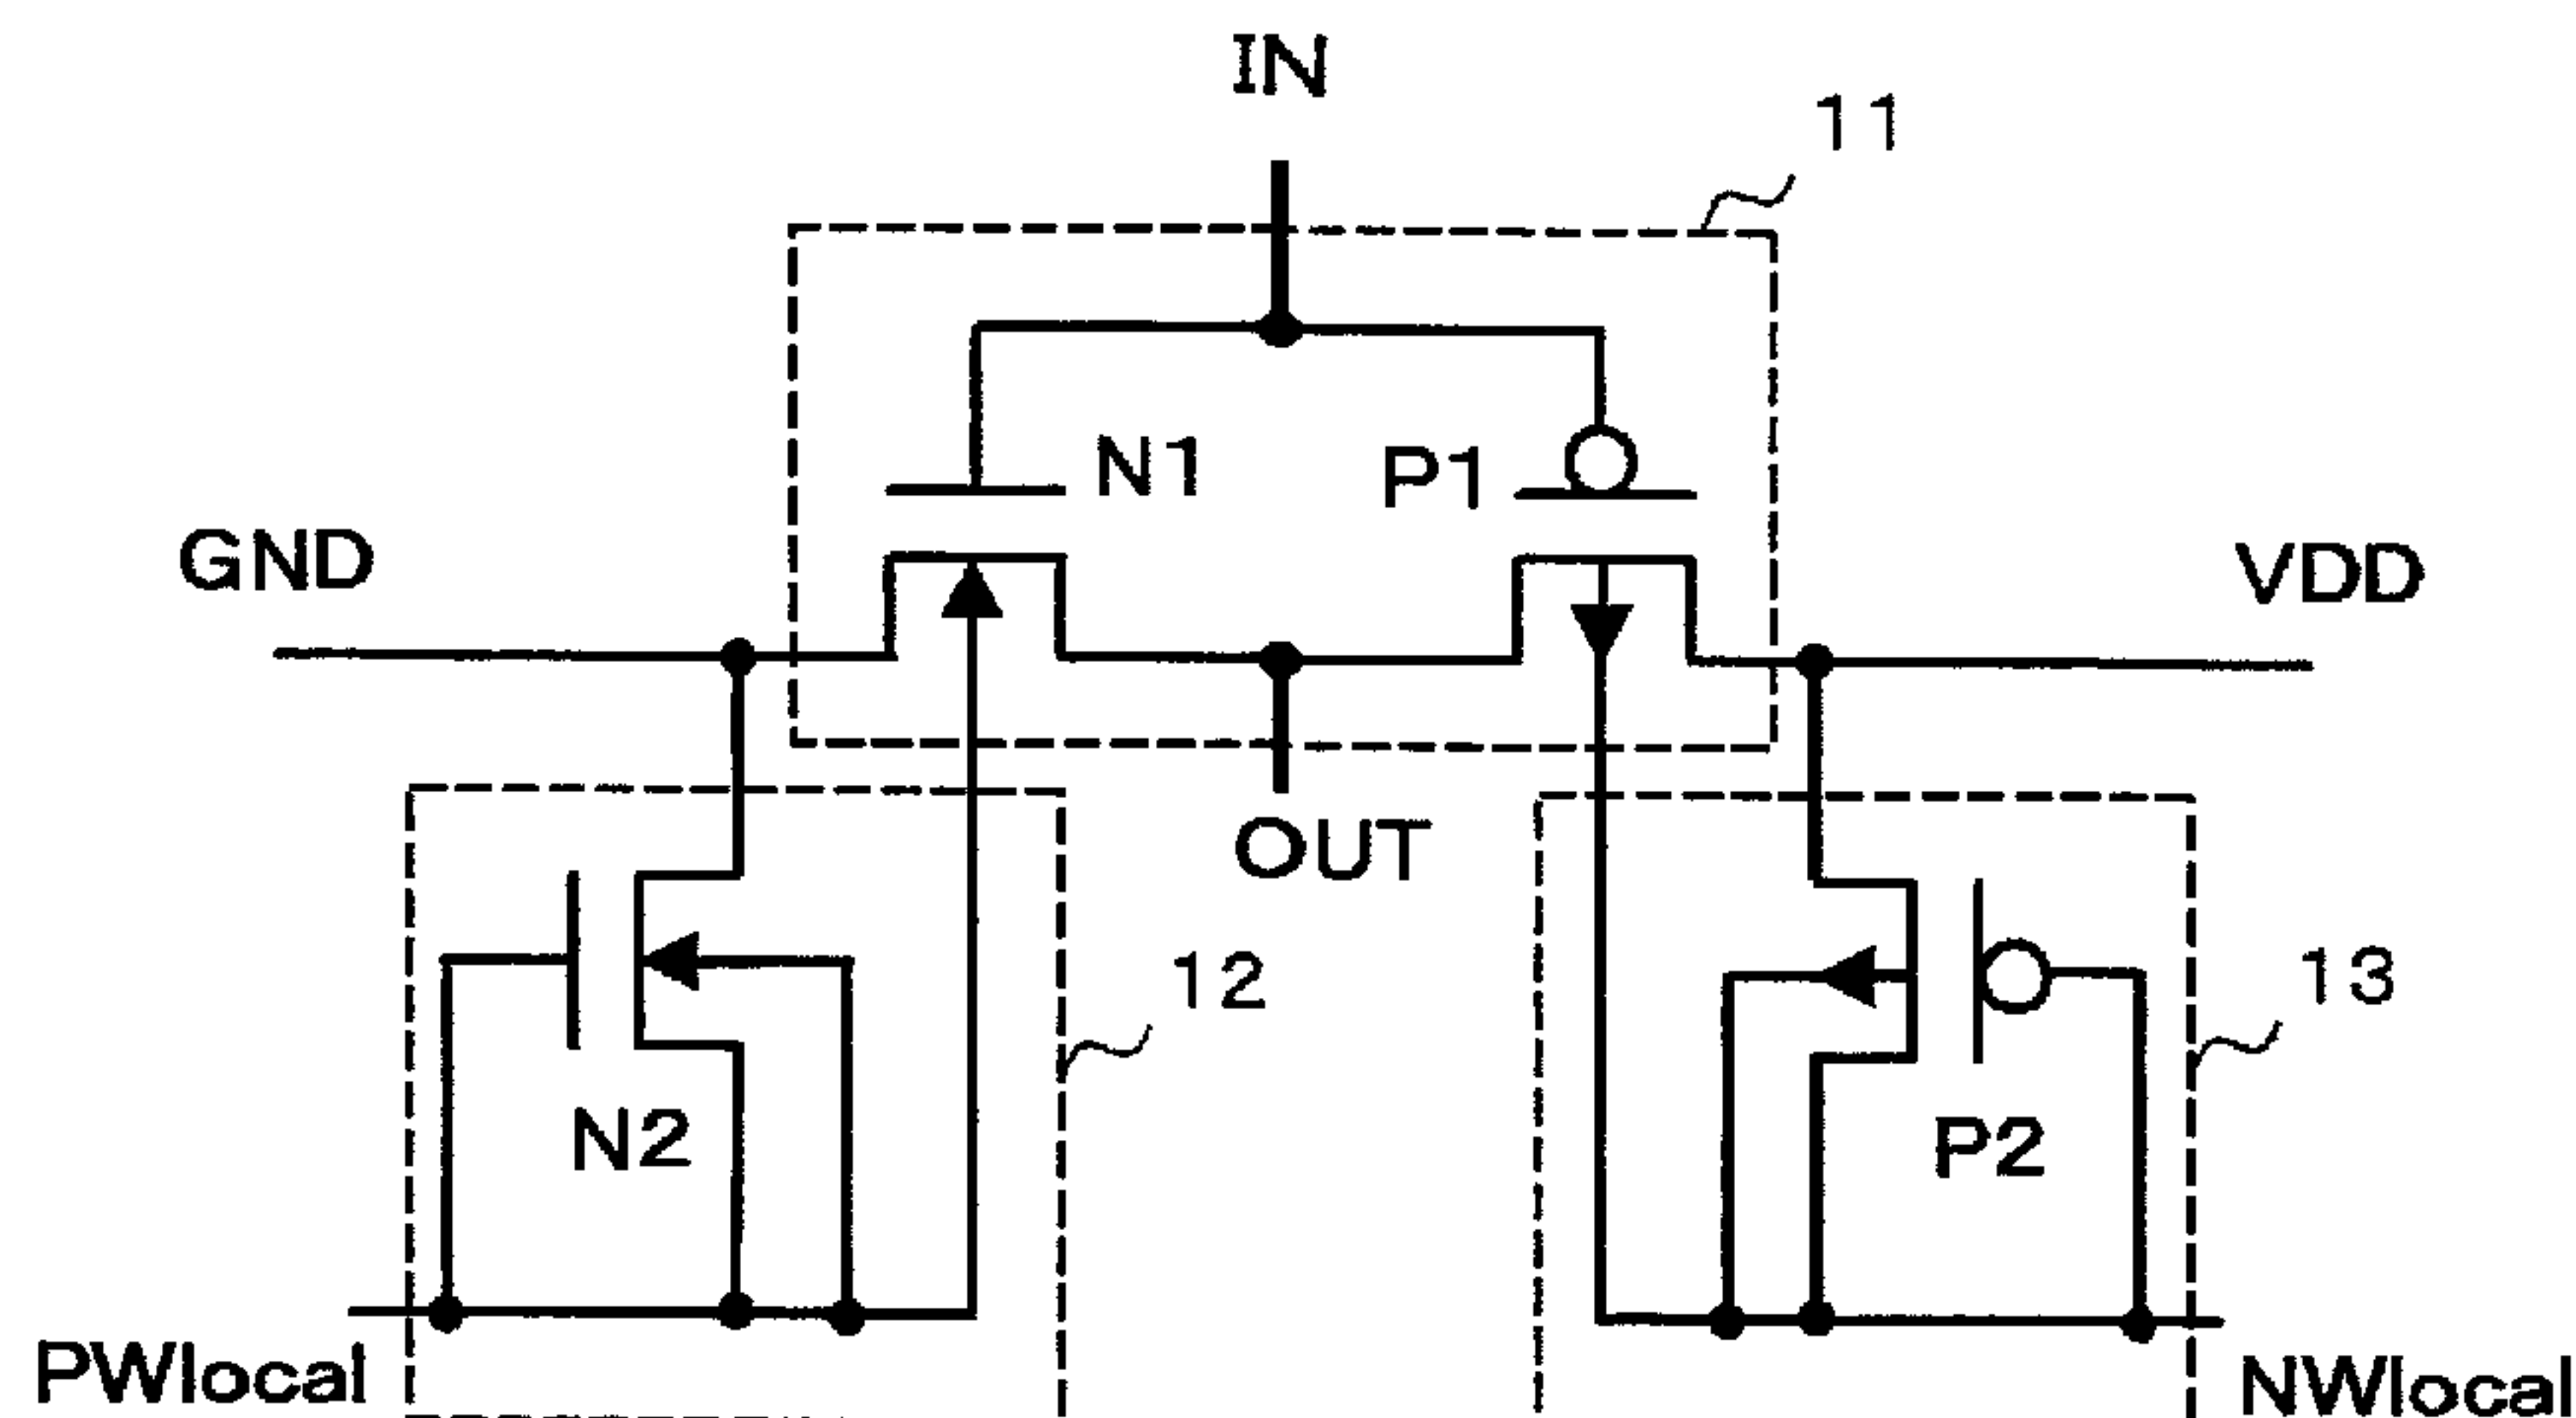 IN
11
N1
P1
GND
VDD
OUT
12
13
N2
P2
PWlocal
NWlocal